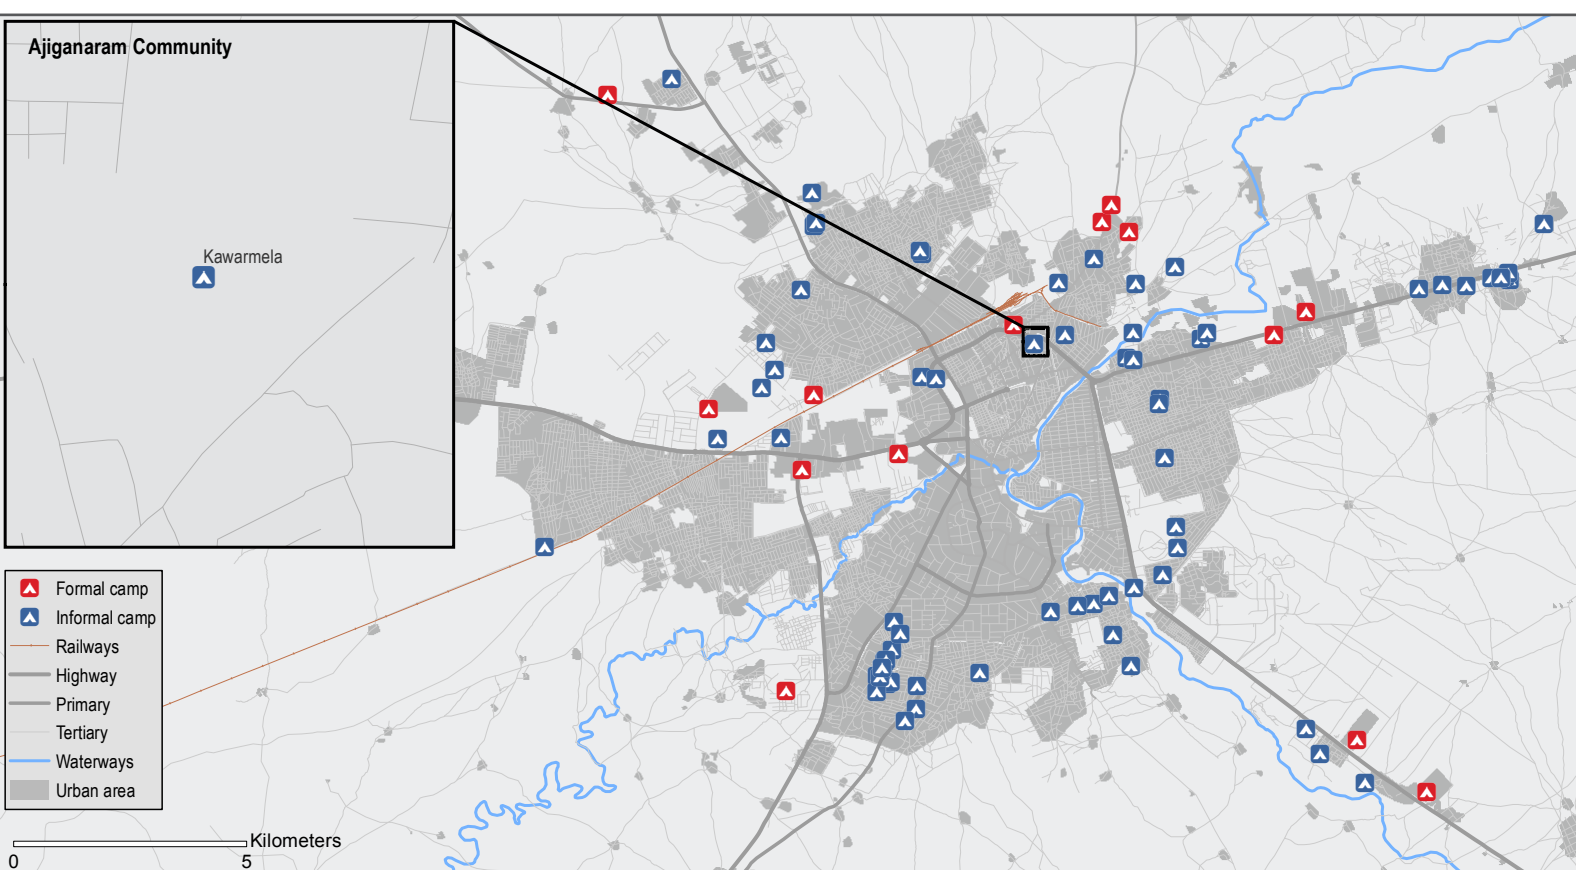 Ajiganaram Community
Kawarmela
Formal camp
Informal camp
Railways
Highway
Primary
Tertiary
Waterways
Urban area
Kilometers
0 5